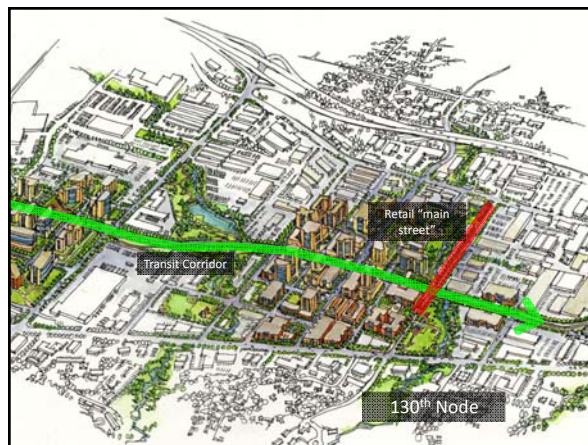 Retail "main
street"
Transit Corridor
130th Node